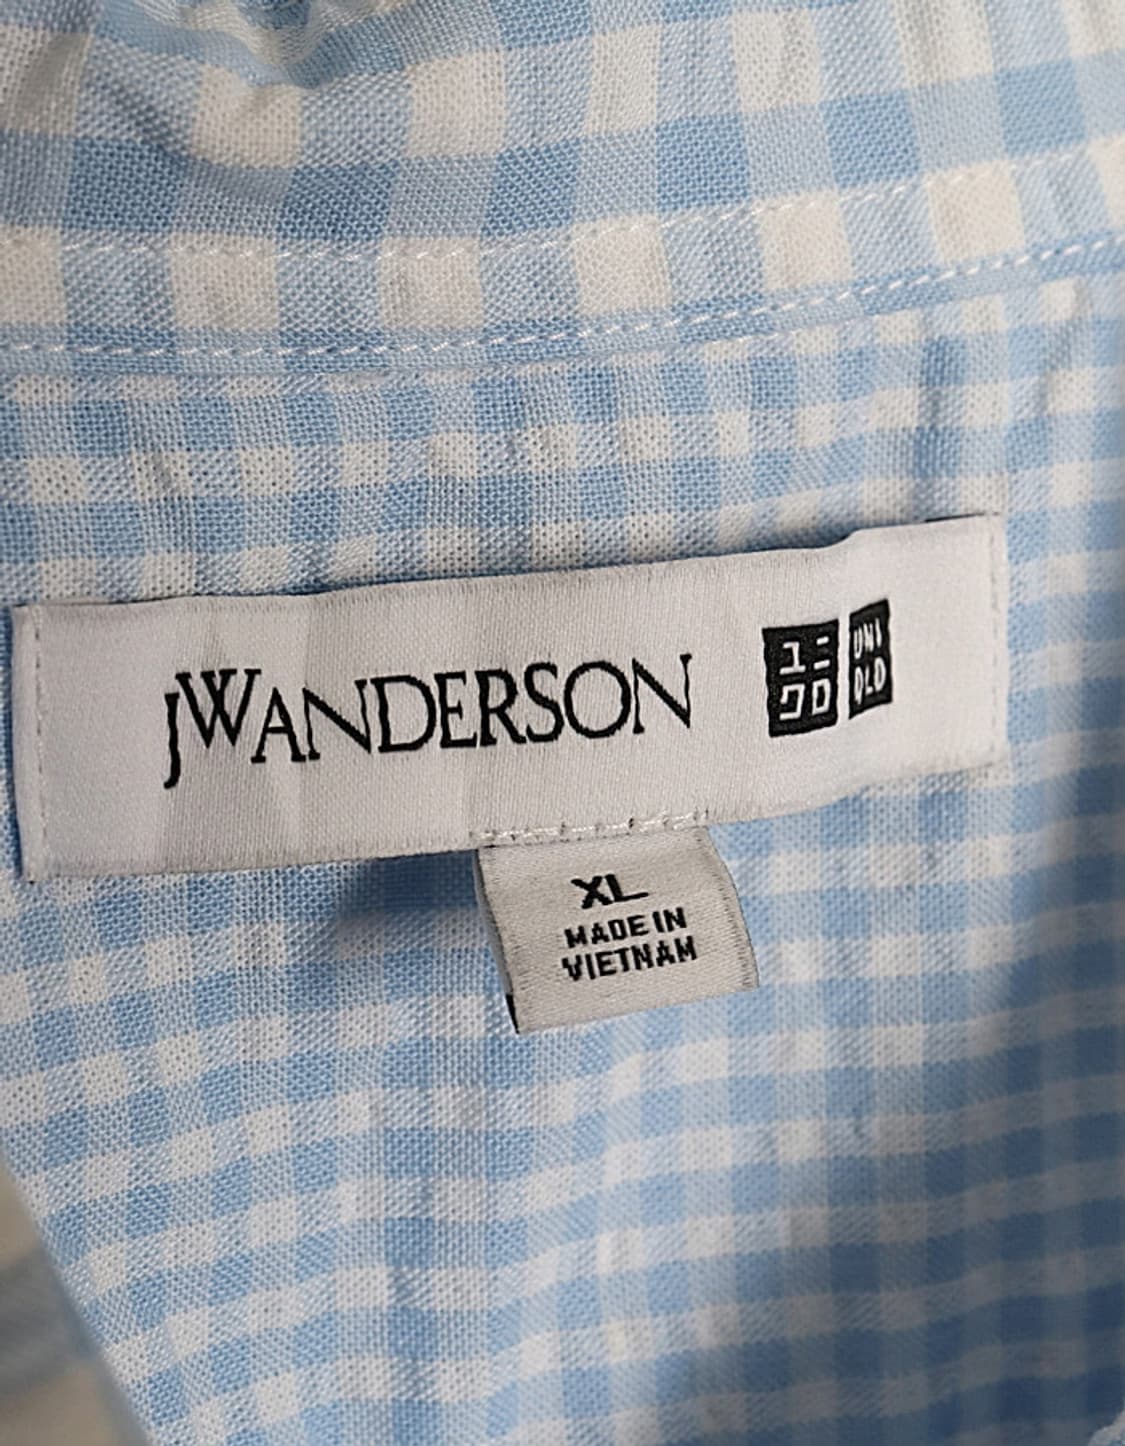 JWANDERSON
ユニ
クロ
UNI
QLO
XL
MADE IN
VIETNAM